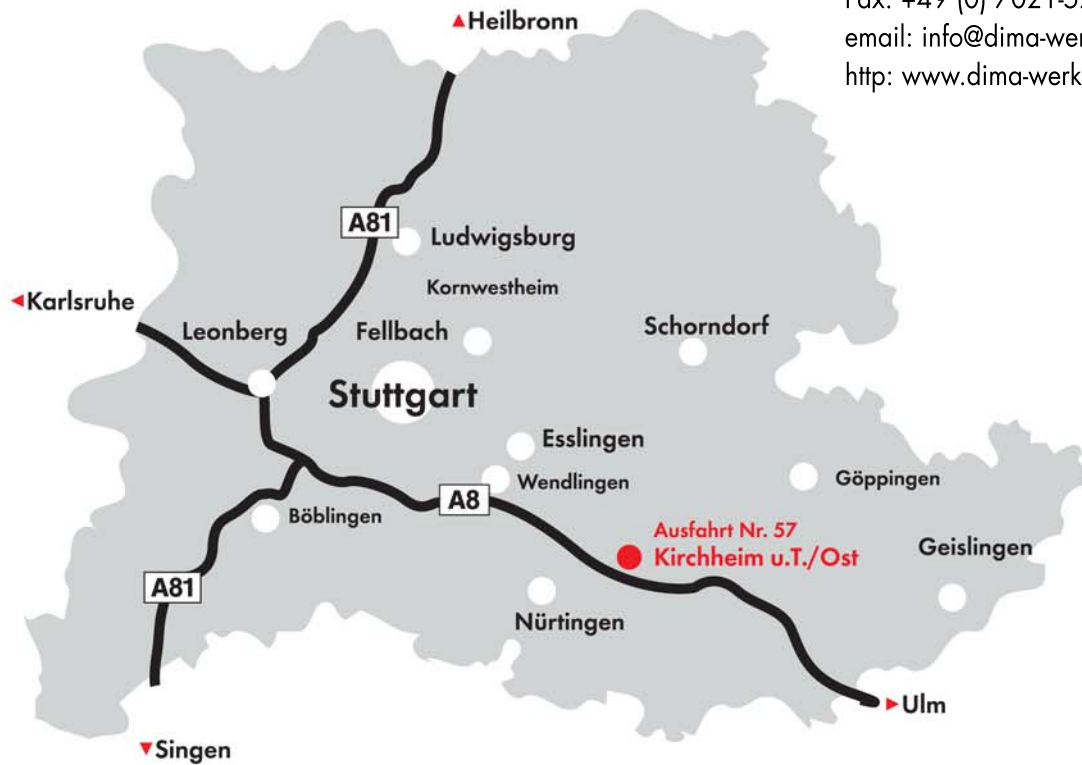 Heilbronn
email: info@dima-wer
http: www.dima-werk
A81
Ludwigsburg
Kornwestheim
Karlsruhe
Leonberg
Fellbach
Schorndorf
Stuttgart
Esslingen
Wendlingen
Göppingen
A8
Böblingen
Ausfahrt Nr. 57
Kirchheim u.T./Ost
Geislingen
A81
Nürtingen
Ulm
Singen